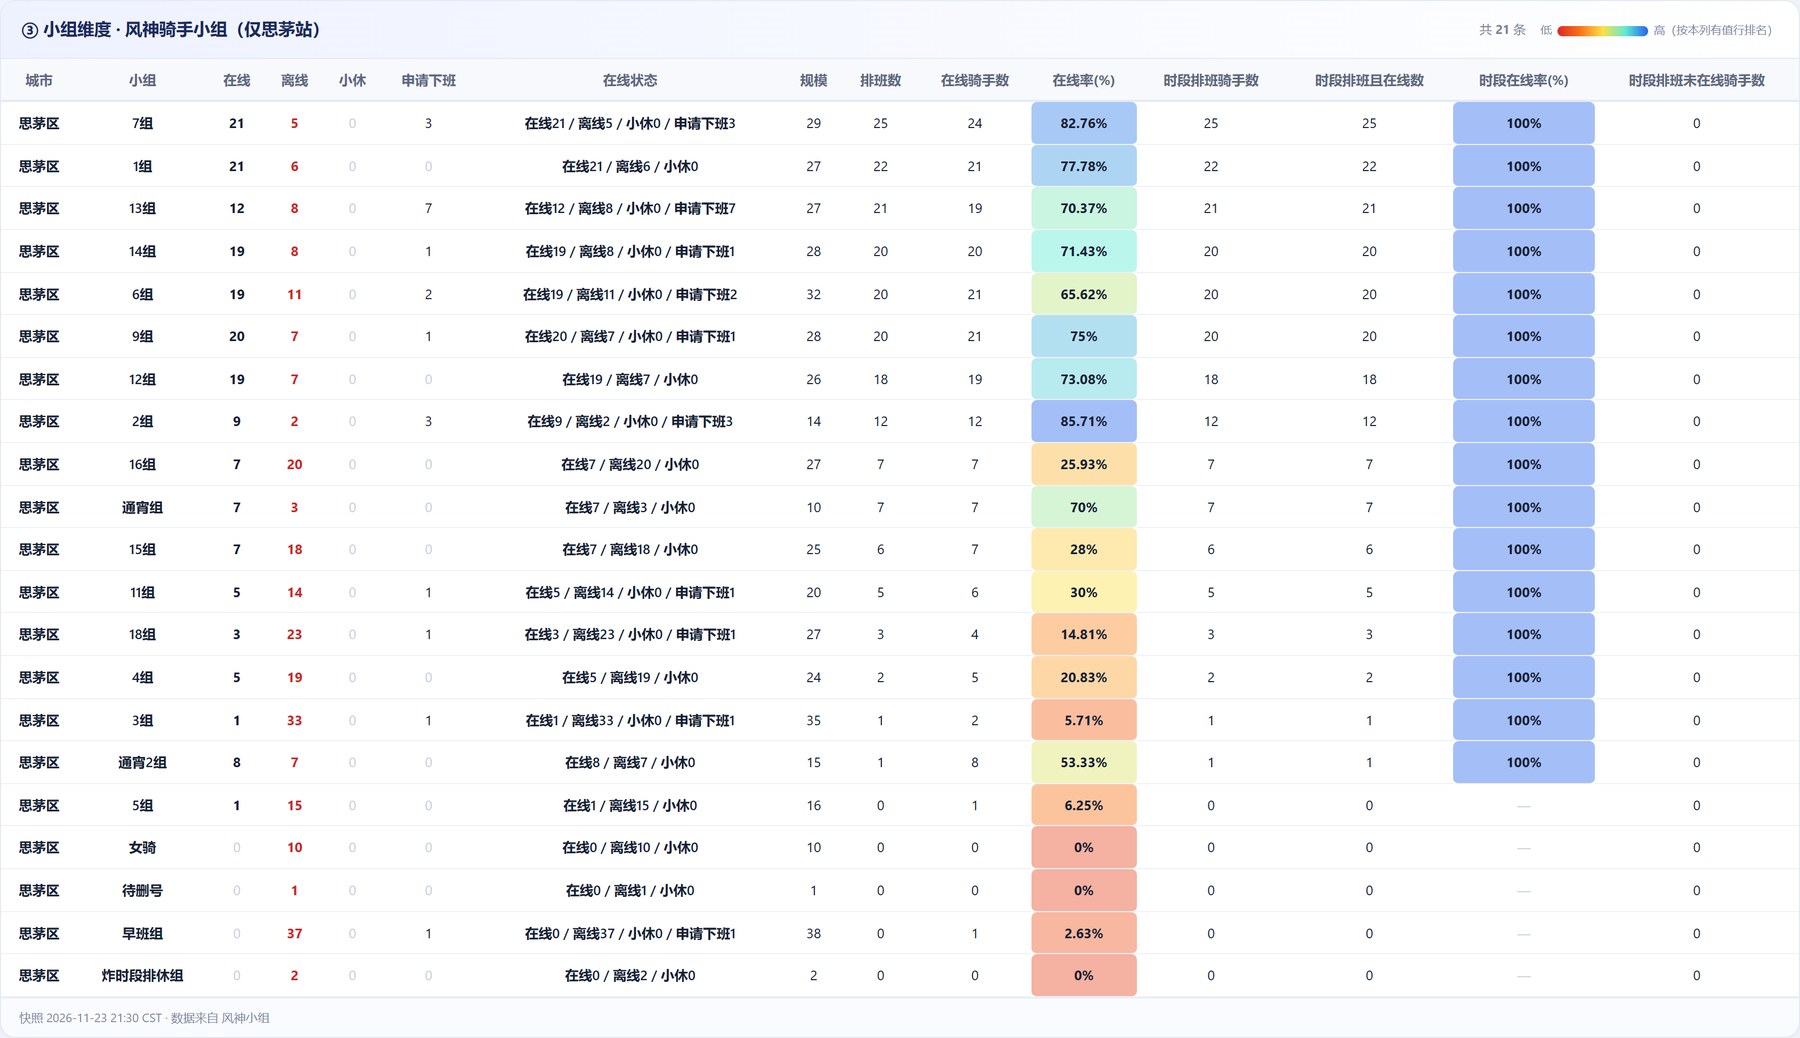 ③ 小组维度 · 风神骑手小组（仅思茅站）
共 21 条 低 高 (按本列有值行排名)
城市 小组 在线 离线 小休 申请下班 在线状态 规模 排班数 在线骑手数 在线率(%) 时段排班骑手数 时段排班且在线数 时段在线率(%) 时段排班未在线骑手数
思茅区 7组 21 5 0 3 在线21 / 离线5 / 小休0 / 申请下班3 29 25 24 82.76% 25 25 100% 0
思茅区 1组 21 6 0 0 在线21 / 离线6 / 小休0 27 22 21 77.78% 22 22 100% 0
思茅区 13组 12 8 0 7 在线12 / 离线8 / 小休0 / 申请下班7 27 21 19 70.37% 21 21 100% 0
思茅区 14组 19 8 0 1 在线19 / 离线8 / 小休0 / 申请下班1 28 20 20 71.43% 20 20 100% 0
思茅区 6组 19 11 0 2 在线19 / 离线11 / 小休0 / 申请下班2 32 20 21 65.62% 20 20 100% 0
思茅区 9组 20 7 0 1 在线20 / 离线7 / 小休0 / 申请下班1 28 20 21 75% 20 20 100% 0
思茅区 12组 19 7 0 0 在线19 / 离线7 / 小休0 26 18 19 73.08% 18 18 100% 0
思茅区 2组 9 2 0 3 在线9 / 离线2 / 小休0 / 申请下班3 14 12 12 85.71% 12 12 100% 0
思茅区 16组 7 20 0 0 在线7 / 离线20 / 小休0 27 7 7 25.93% 7 7 100% 0
思茅区 通宵组 7 3 0 0 在线7 / 离线3 / 小休0 10 7 7 70% 7 7 100% 0
思茅区 15组 7 18 0 0 在线7 / 离线18 / 小休0 25 6 7 28% 6 6 100% 0
思茅区 11组 5 14 0 1 在线5 / 离线14 / 小休0 / 申请下班1 20 5 6 30% 5 5 100% 0
思茅区 18组 3 23 0 1 在线3 / 离线23 / 小休0 / 申请下班1 27 3 4 14.81% 3 3 100% 0
思茅区 4组 5 19 0 0 在线5 / 离线19 / 小休0 24 2 5 20.83% 2 2 100% 0
思茅区 3组 1 33 0 1 在线1 / 离线33 / 小休0 / 申请下班1 35 1 2 5.71% 1 1 100% 0
思茅区 通宵2组 8 7 0 0 在线8 / 离线7 / 小休0 15 1 8 53.33% 1 1 100% 0
思茅区 5组 1 15 0 0 在线1 / 离线15 / 小休0 16 0 1 6.25% 0 0 — 0
思茅区 女骑 0 10 0 0 在线0 / 离线10 / 小休0 10 0 0 0% 0 0 — 0
思茅区 待删号 0 1 0 0 在线0 / 离线1 / 小休0 1 0 0 0% 0 0 — 0
思茅区 早班组 0 37 0 1 在线0 / 离线37 / 小休0 / 申请下班1 38 0 1 2.63% 0 0 — 0
思茅区 炸时段排休组 0 2 0 0 在线0 / 离线2 / 小休0 2 0 0 0% 0 0 — 0
快照 2026-11-23 21:30 CST · 数据来自 风神小组